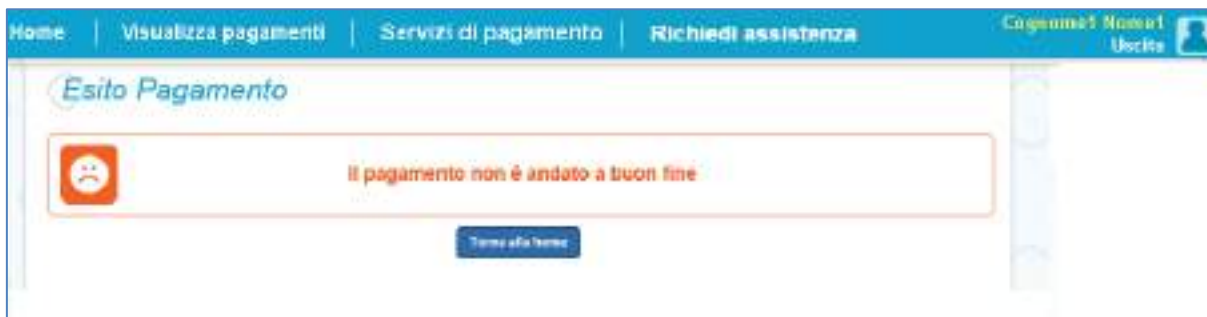 Home | Visualizza pagamenti | Servizi di pagamento | Richiedi assistenza
Cognome1 Nome1
Uscita
Esito Pagamento
Il pagamento non è andato a buon fine
Torna alla home